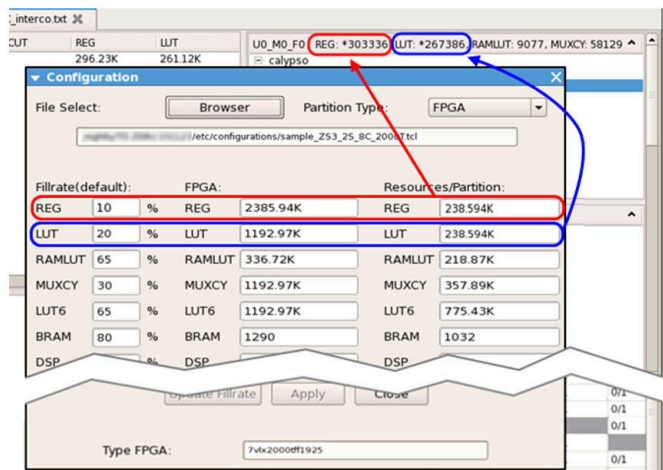 _interco.txt
CUT REG LUT
296.23K 261.12K
U0_M0_F0 REG: *303336, LUT: *267386, RAMLUT: 9077, MUXCY: 58129
calypso
Configuration
File Select: Browser Partition Type: FPGA
/etc/configurations/sample_ZS3_2S_8C_2000T.tcl
Fillrate(default): FPGA: Resources/Partition:
REG 10 % REG 2385.94K REG 238.594K
LUT 20 % LUT 1192.97K LUT 238.594K
RAMLUT 65 % RAMLUT 336.72K RAMLUT 218.87K
MUXCY 30 % MUXCY 1192.97K MUXCY 357.89K
LUT6 65 % LUT6 1192.97K LUT6 775.43K
BRAM 80 % BRAM 1290 BRAM 1032
DSP % DSP DSP
Update Fillrate Apply Close
0/1
0/1
0/1
Type FPGA: 7vlx2000tff1925
0/1